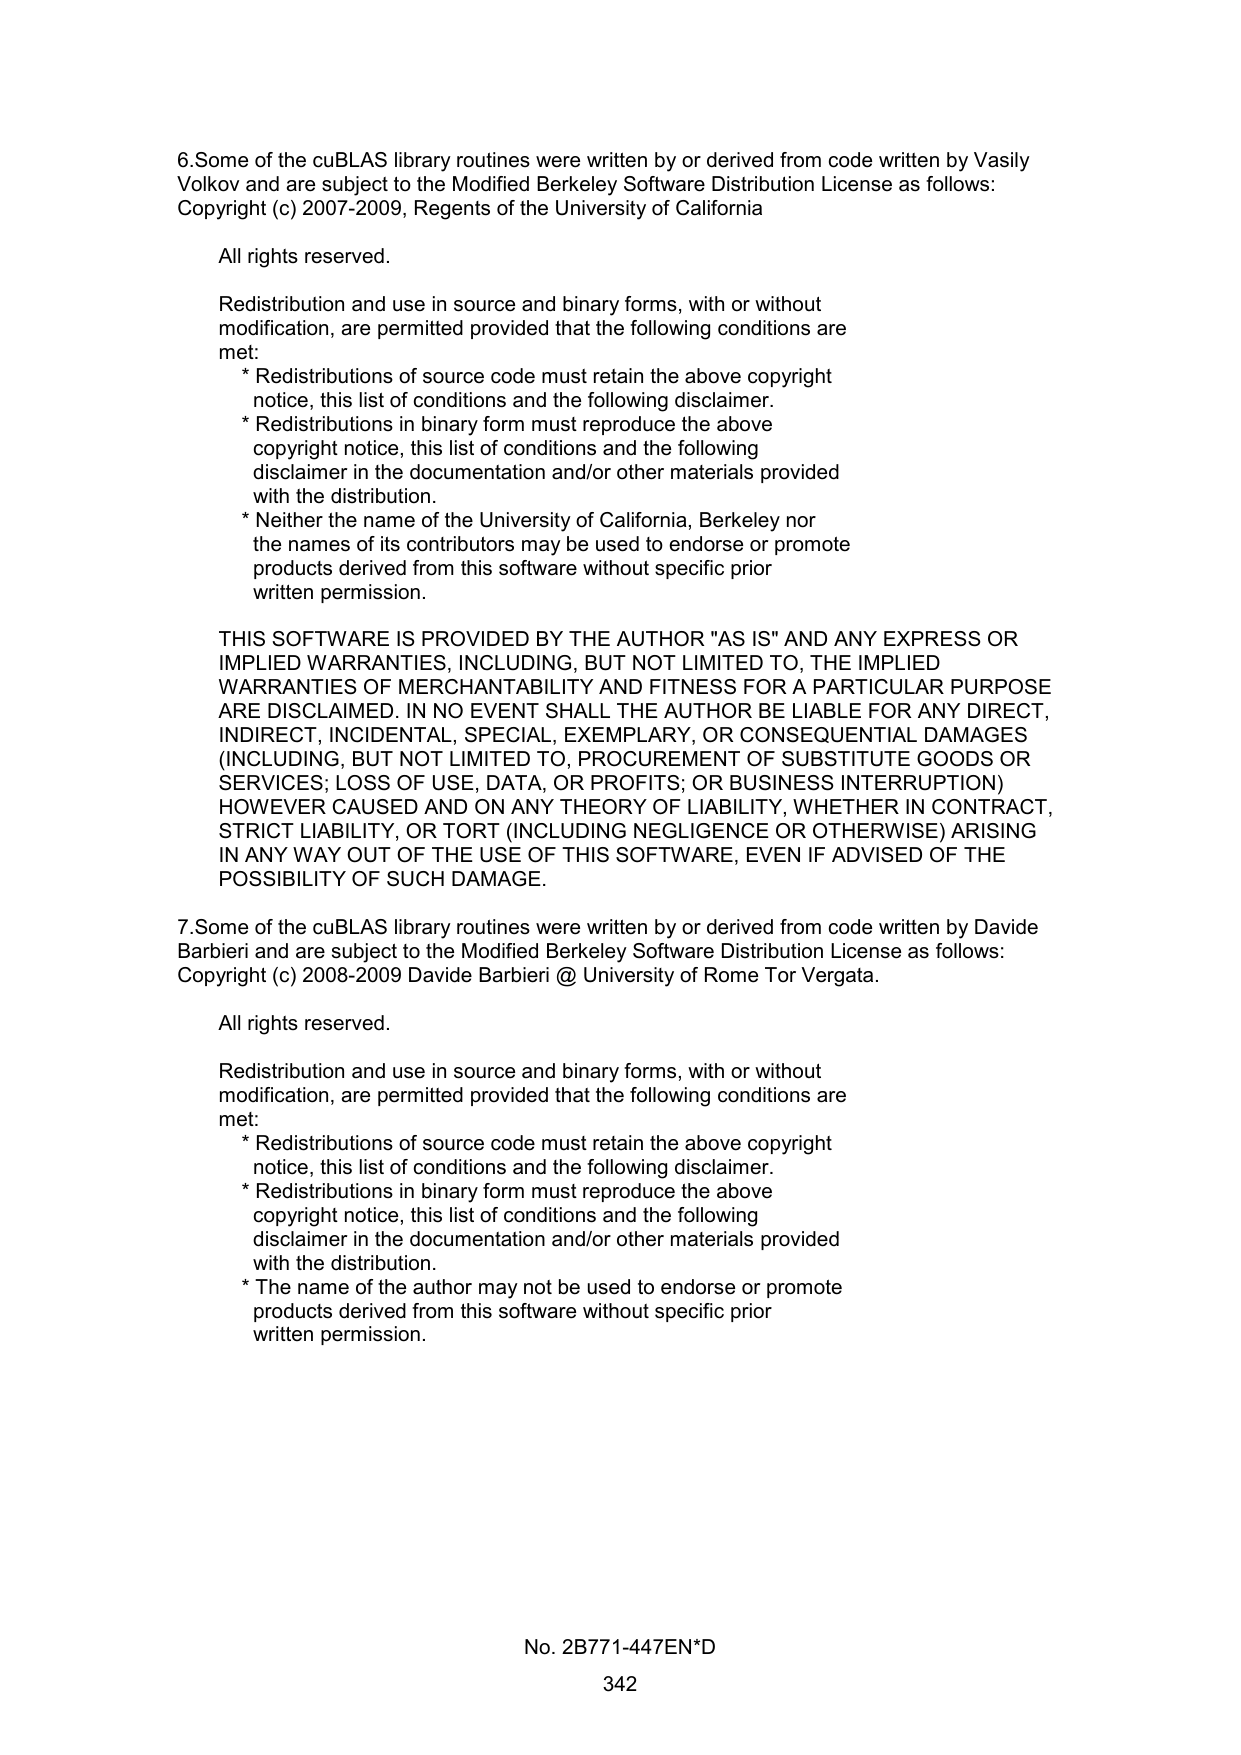 6.Some of the cuBLAS library routines were written by or derived from code written by Vasily
Volkov and are subject to the Modified Berkeley Software Distribution License as follows:
Copyright (c) 2007-2009, Regents of the University of California
All rights reserved.
Redistribution and use in source and binary forms, with or without
modification, are permitted provided that the following conditions are
met:
* Redistributions of source code must retain the above copyright
notice, this list of conditions and the following disclaimer.
* Redistributions in binary form must reproduce the above
copyright notice, this list of conditions and the following
disclaimer in the documentation and/or other materials provided
with the distribution.
* Neither the name of the University of California, Berkeley nor
the names of its contributors may be used to endorse or promote
products derived from this software without specific prior
written permission.
THIS SOFTWARE IS PROVIDED BY THE AUTHOR "AS IS" AND ANY EXPRESS OR
IMPLIED WARRANTIES, INCLUDING, BUT NOT LIMITED TO, THE IMPLIED
WARRANTIES OF MERCHANTABILITY AND FITNESS FOR A PARTICULAR PURPOSE
ARE DISCLAIMED. IN NO EVENT SHALL THE AUTHOR BE LIABLE FOR ANY DIRECT,
INDIRECT, INCIDENTAL, SPECIAL, EXEMPLARY, OR CONSEQUENTIAL DAMAGES
(INCLUDING, BUT NOT LIMITED TO, PROCUREMENT OF SUBSTITUTE GOODS OR
SERVICES; LOSS OF USE, DATA, OR PROFITS; OR BUSINESS INTERRUPTION)
HOWEVER CAUSED AND ON ANY THEORY OF LIABILITY, WHETHER IN CONTRACT,
STRICT LIABILITY, OR TORT (INCLUDING NEGLIGENCE OR OTHERWISE) ARISING
IN ANY WAY OUT OF THE USE OF THIS SOFTWARE, EVEN IF ADVISED OF THE
POSSIBILITY OF SUCH DAMAGE.
7.Some of the cuBLAS library routines were written by or derived from code written by Davide
Barbieri and are subject to the Modified Berkeley Software Distribution License as follows:
Copyright (c) 2008-2009 Davide Barbieri @ University of Rome Tor Vergata.
All rights reserved.
Redistribution and use in source and binary forms, with or without
modification, are permitted provided that the following conditions are
met:
* Redistributions of source code must retain the above copyright
notice, this list of conditions and the following disclaimer.
* Redistributions in binary form must reproduce the above
copyright notice, this list of conditions and the following
disclaimer in the documentation and/or other materials provided
with the distribution.
* The name of the author may not be used to endorse or promote
products derived from this software without specific prior
written permission.
No. 2B771-447EN*D
342